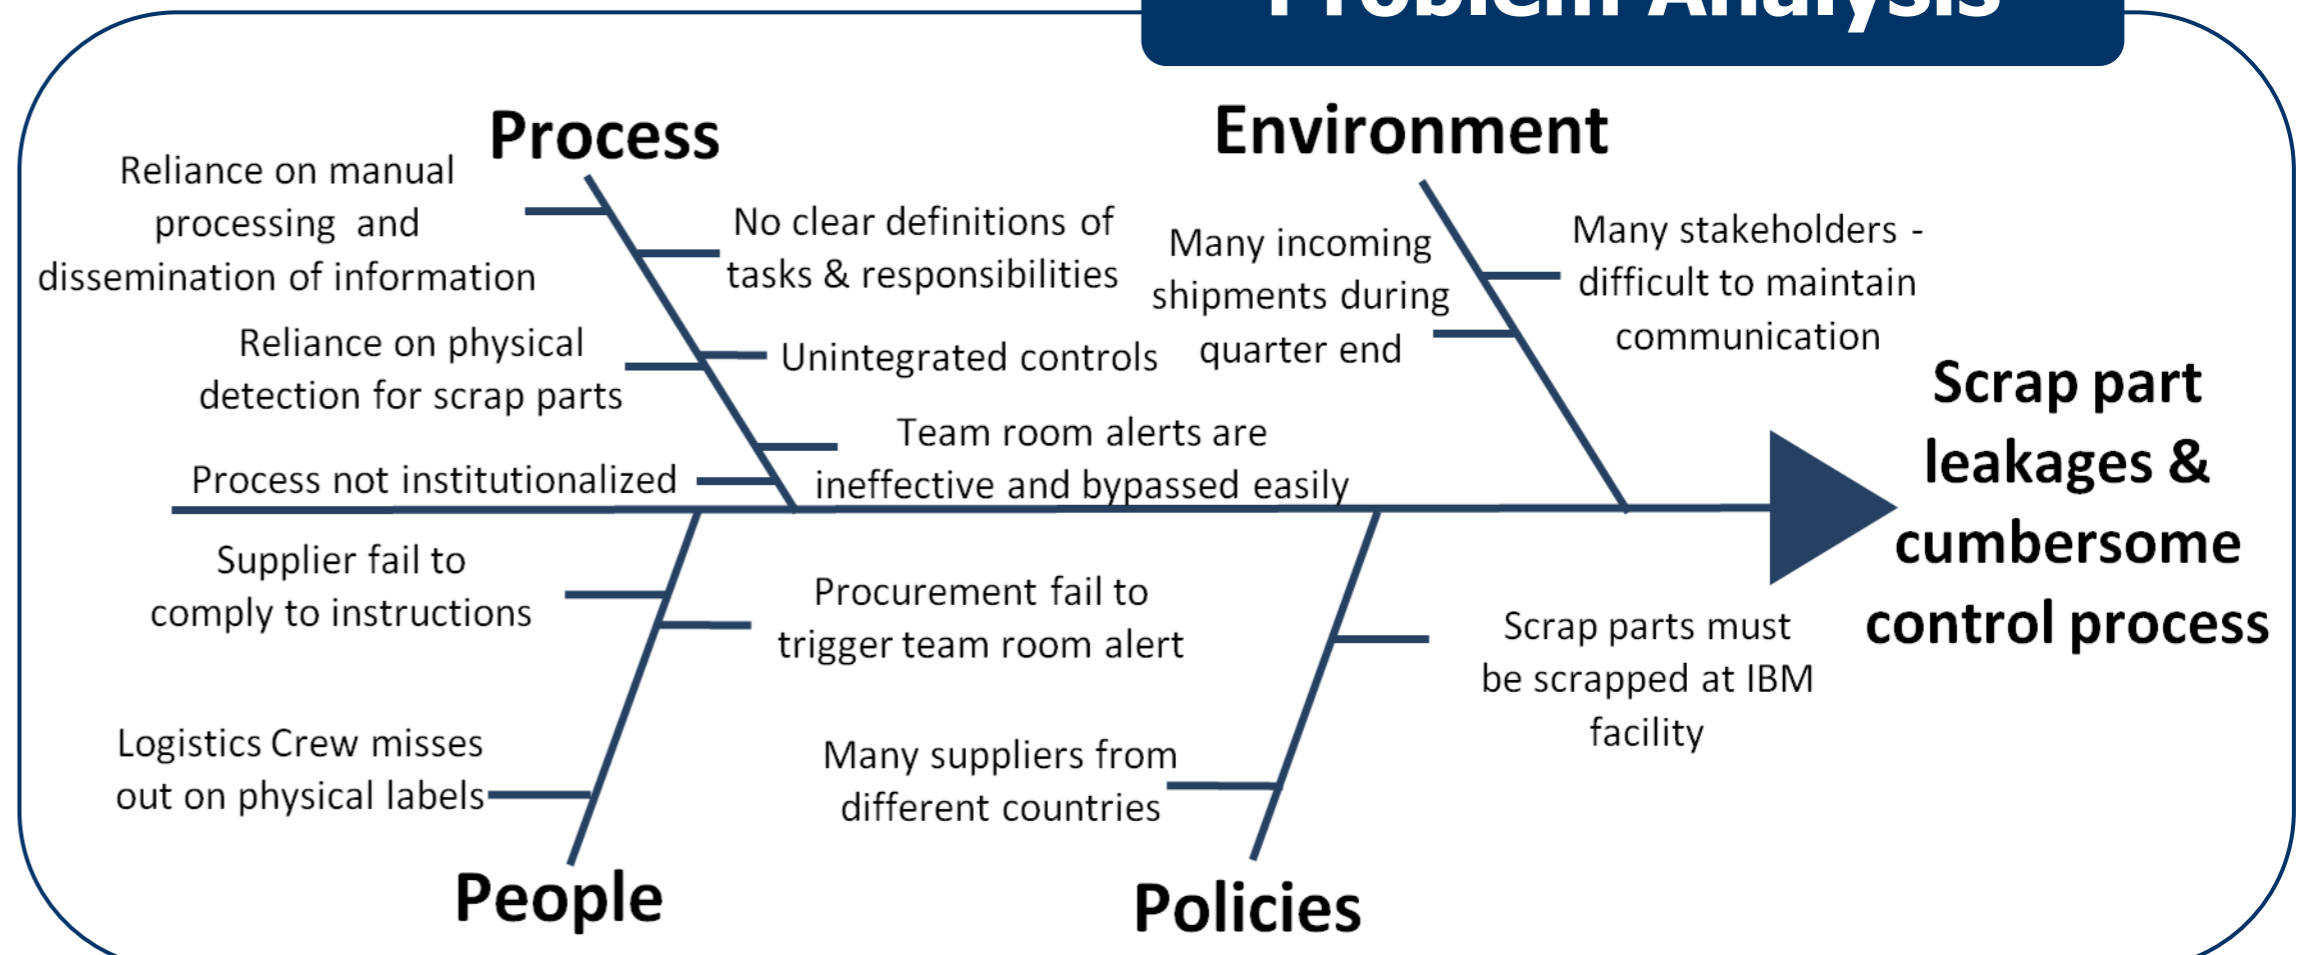 Problem Analysis
Process
Reliance on manual
processing and
dissemination of information
No clear definitions of
tasks & responsibilities
Reliance on physical
detection for scrap parts
Unintegrated controls
Team room alerts are
ineffective and bypassed easily
Process not institutionalized
Environment
Many incoming
shipments during
quarter end
Many stakeholders -
difficult to maintain
communication
Scrap part
leakages &
cumbersome
control process
Supplier fail to
comply to instructions
Procurement fail to
trigger team room alert
Logistics Crew misses
out on physical labels
People
Scrap parts must
be scrapped at IBM
facility
Many suppliers from
different countries
Policies